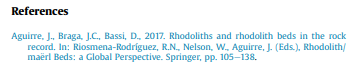 References
Aguirre, J., Braga, J.C., Bassi, D., 2017. Rhodoliths and rhodolith beds in the rock
record. In: Riosmena-Rodríguez, R.N., Nelson, W., Aguirre, J. (Eds.), Rhodolith/
maërl Beds: a Global Perspective. Springer, pp. 105–138.